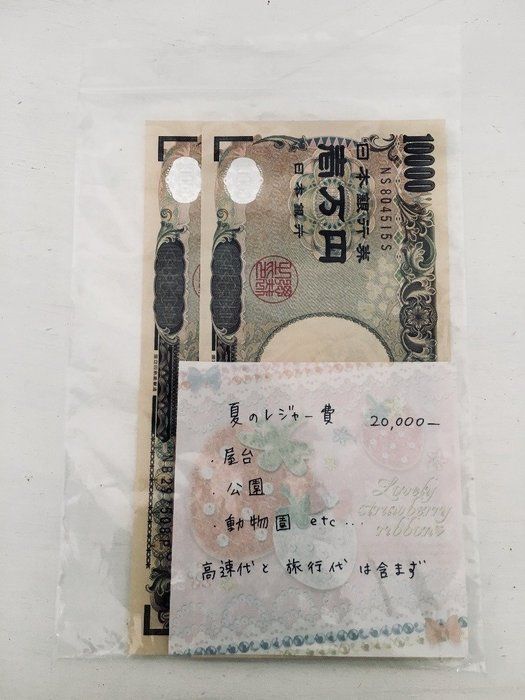 10000
NS804515S
日本銀行券
壱万円
日本銀行
夏のレジャー費 20,000—
・屋台
・公園
・動物園 etc...
高速代と旅行代は含まず
Lovely
strawberry
ribbons